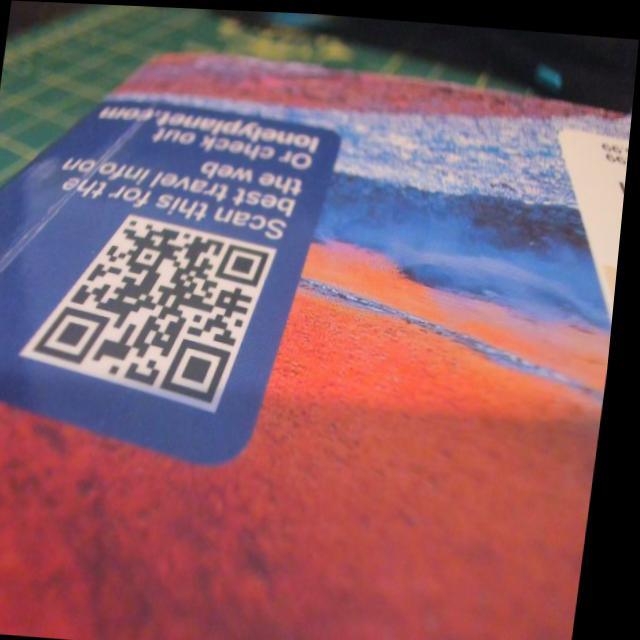 Scan this for the
best travel info on
the web
Or check out
lonelyplanet.com